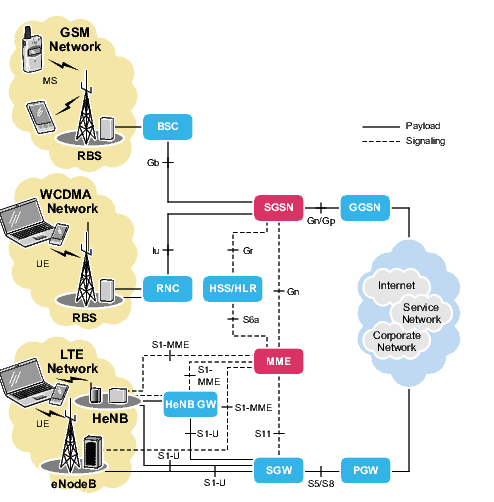 GSM
Network
MS
RBS
BSC
Gb
Payload
Signaling
WCDMA
Network
UE
RBS
RNC
Iu
SGSN
Gn/Gp
GGSN
Gr
HSS/HLR
Gn
S6a
Internet
Service
Network
Corporate
Network
LTE
Network
UE
HeNB
eNodeB
S1-MME
S1-
MME
MME
HeNB GW
S1-MME
S1-U
S11
S1-U
S1-U
SGW
S5/S8
PGW